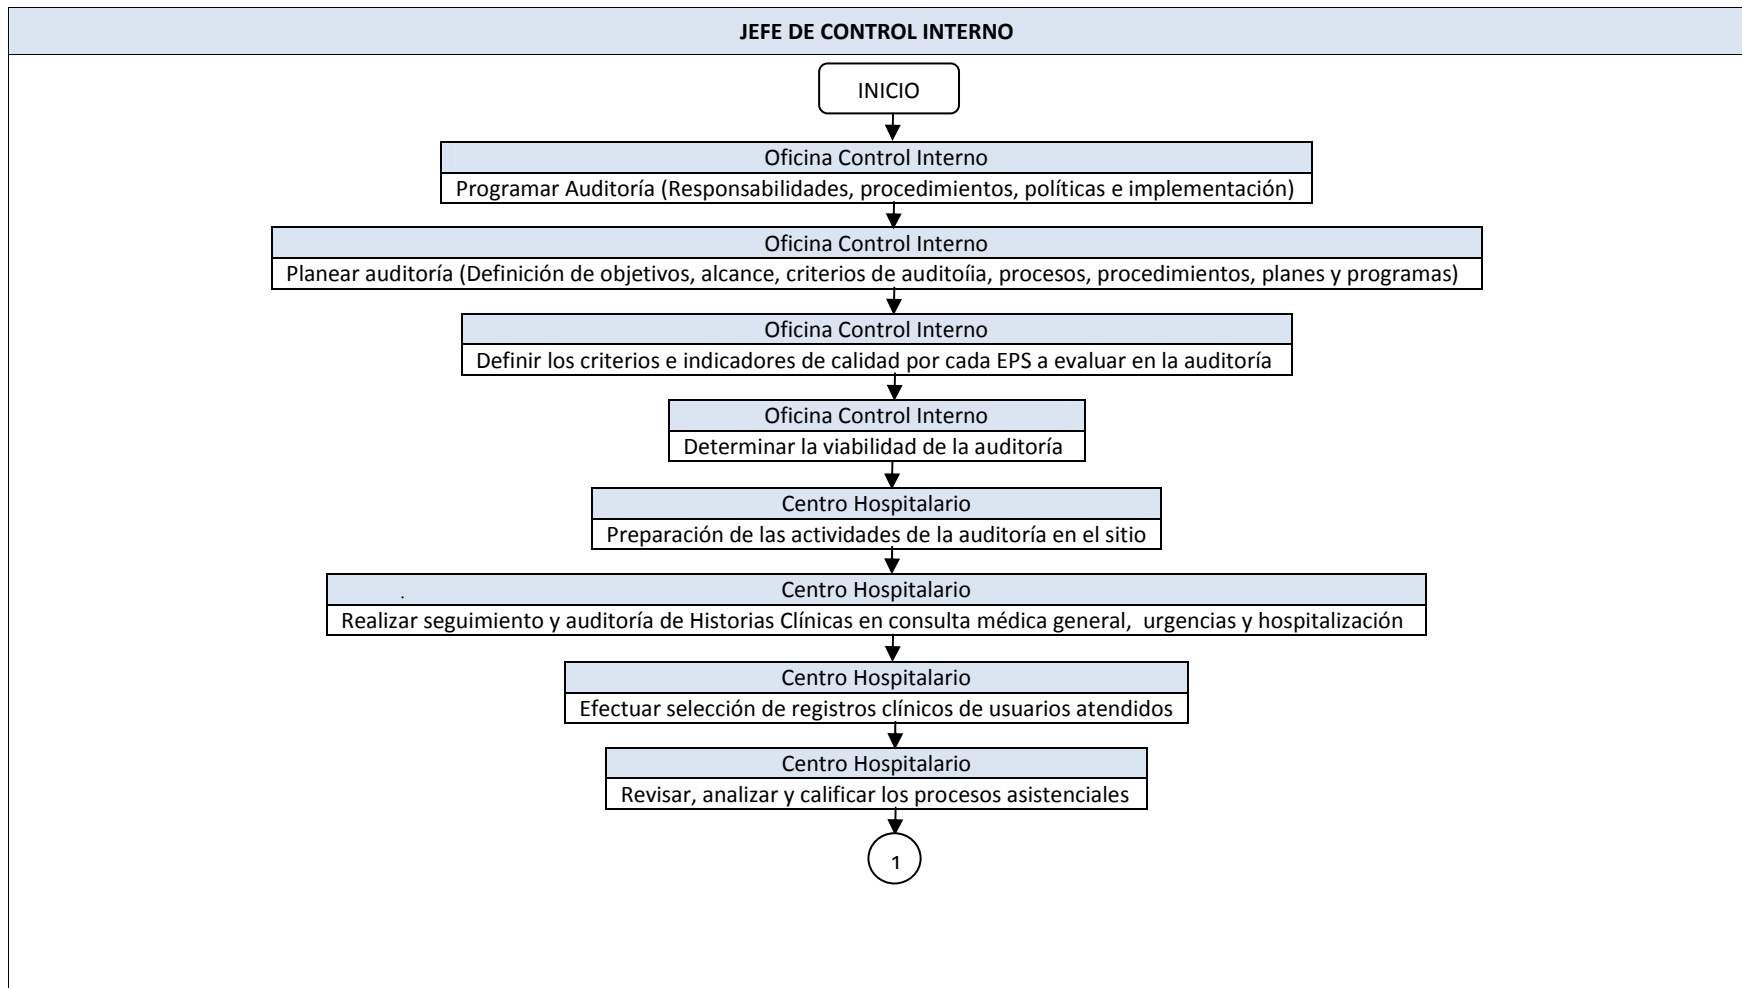 JEFE DE CONTROL INTERNO
INICIO
Oficina Control Interno
Programar Auditoría (Responsabilidades, procedimientos, políticas e implementación)
Oficina Control Interno
Planear auditoría (Definición de objetivos, alcance, criterios de auditoíia, procesos, procedimientos, planes y programas)
Oficina Control Interno
Definir los criterios e indicadores de calidad por cada EPS a evaluar en la auditoría
Oficina Control Interno
Determinar la viabilidad de la auditoría
Centro Hospitalario
Preparación de las actividades de la auditoría en el sitio
. Centro Hospitalario
Realizar seguimiento y auditoría de Historias Clínicas en consulta médica general,  urgencias y hospitalización
Centro Hospitalario
Efectuar selección de registros clínicos de usuarios atendidos
Centro Hospitalario
Revisar, analizar y calificar los procesos asistenciales
1